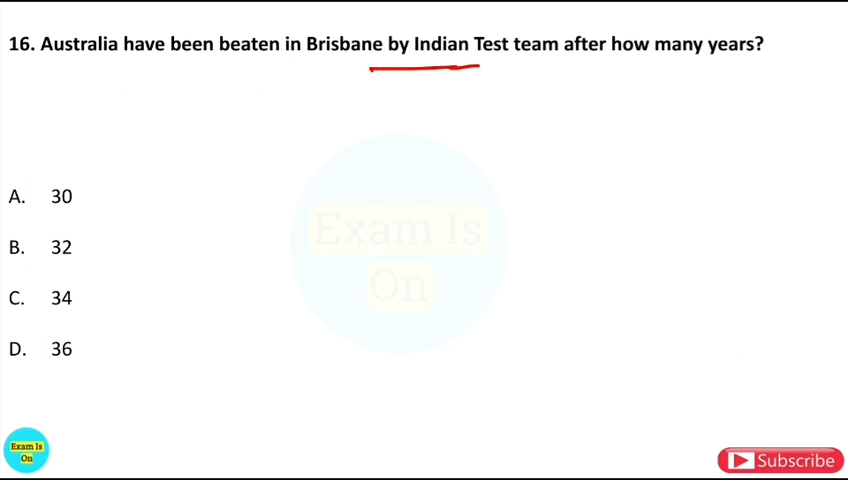 16. Australia have been beaten in Brisbane by Indian Test team after how many years?
A. 30
Exam Is
B. 32
On
C. 34
D. 36
Exam Is
On
Subscribe